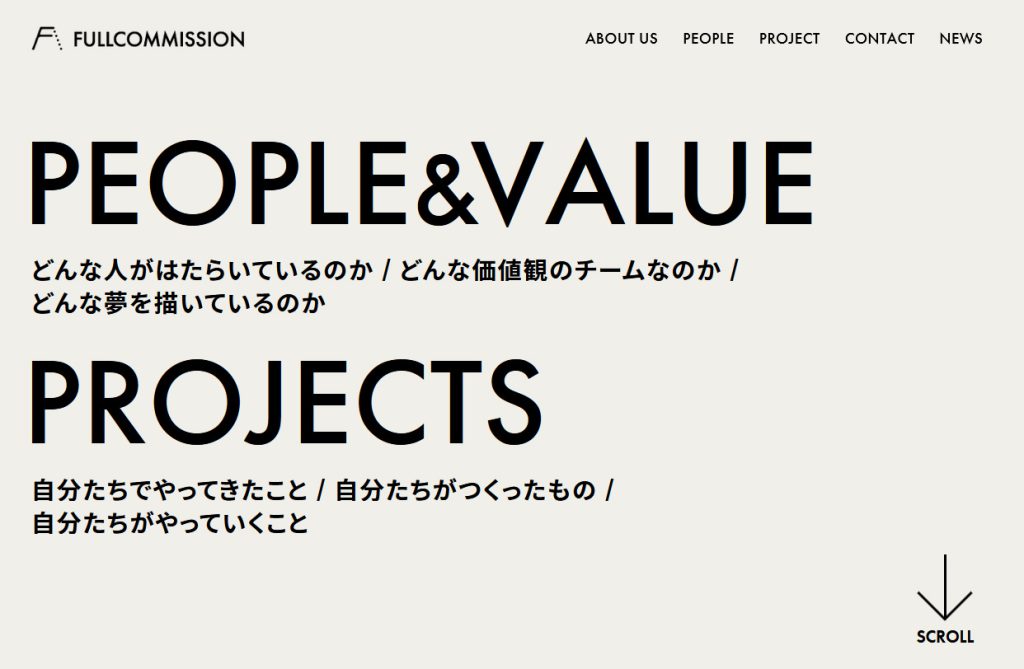 FULLCOMMISSION
ABOUT US PEOPLE PROJECT CONTACT NEWS
PEOPLE&VALUE
どんな人がはたらいているのか / どんな価値観のチームなのか /
どんな夢を描いているのか
PROJECTS
自分たちでやってきたこと / 自分たちがつくったもの /
自分たちがやっていくこと
SCROLL